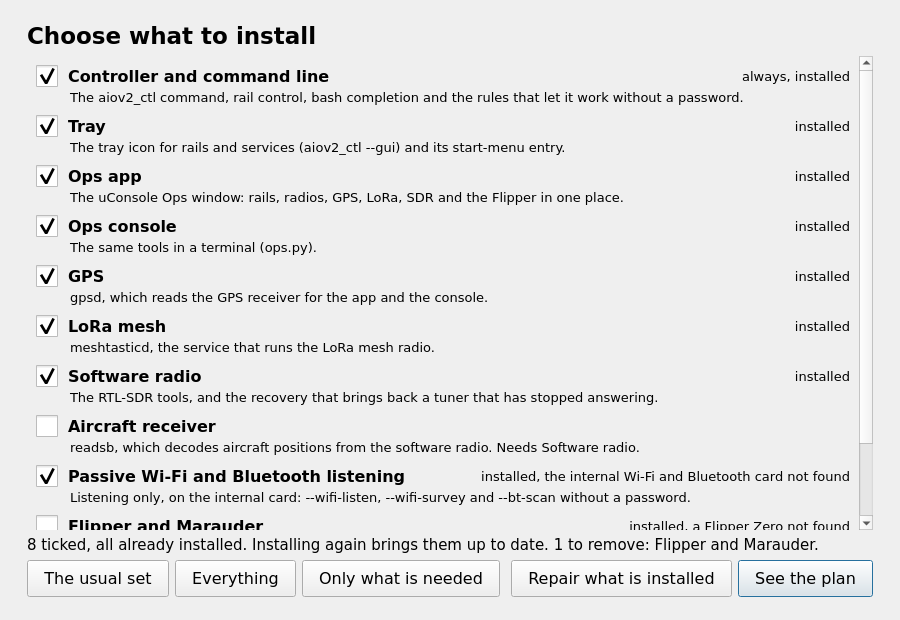 Choose what to install
Controller and command line always, installed
The aiov2_ctl command, rail control, bash completion and the rules that let it work without a password.
Tray installed
The tray icon for rails and services (aiov2_ctl --gui) and its start-menu entry.
Ops app installed
The uConsole Ops window: rails, radios, GPS, LoRa, SDR and the Flipper in one place.
Ops console installed
The same tools in a terminal (ops.py).
GPS installed
gpsd, which reads the GPS receiver for the app and the console.
LoRa mesh installed
meshtasticd, the service that runs the LoRa mesh radio.
Software radio installed
The RTL-SDR tools, and the recovery that brings back a tuner that has stopped answering.
Aircraft receiver
readsb, which decodes aircraft positions from the software radio. Needs Software radio.
Passive Wi-Fi and Bluetooth listening installed, the internal Wi-Fi and Bluetooth card not found
Listening only, on the internal card: --wifi-listen, --wifi-survey and --bt-scan without a password.
Flipper and Marauder installed, a Flipper Zero not found
8 ticked, all already installed. Installing again brings them up to date. 1 to remove: Flipper and Marauder.
The usual set Everything Only what is needed Repair what is installed See the plan